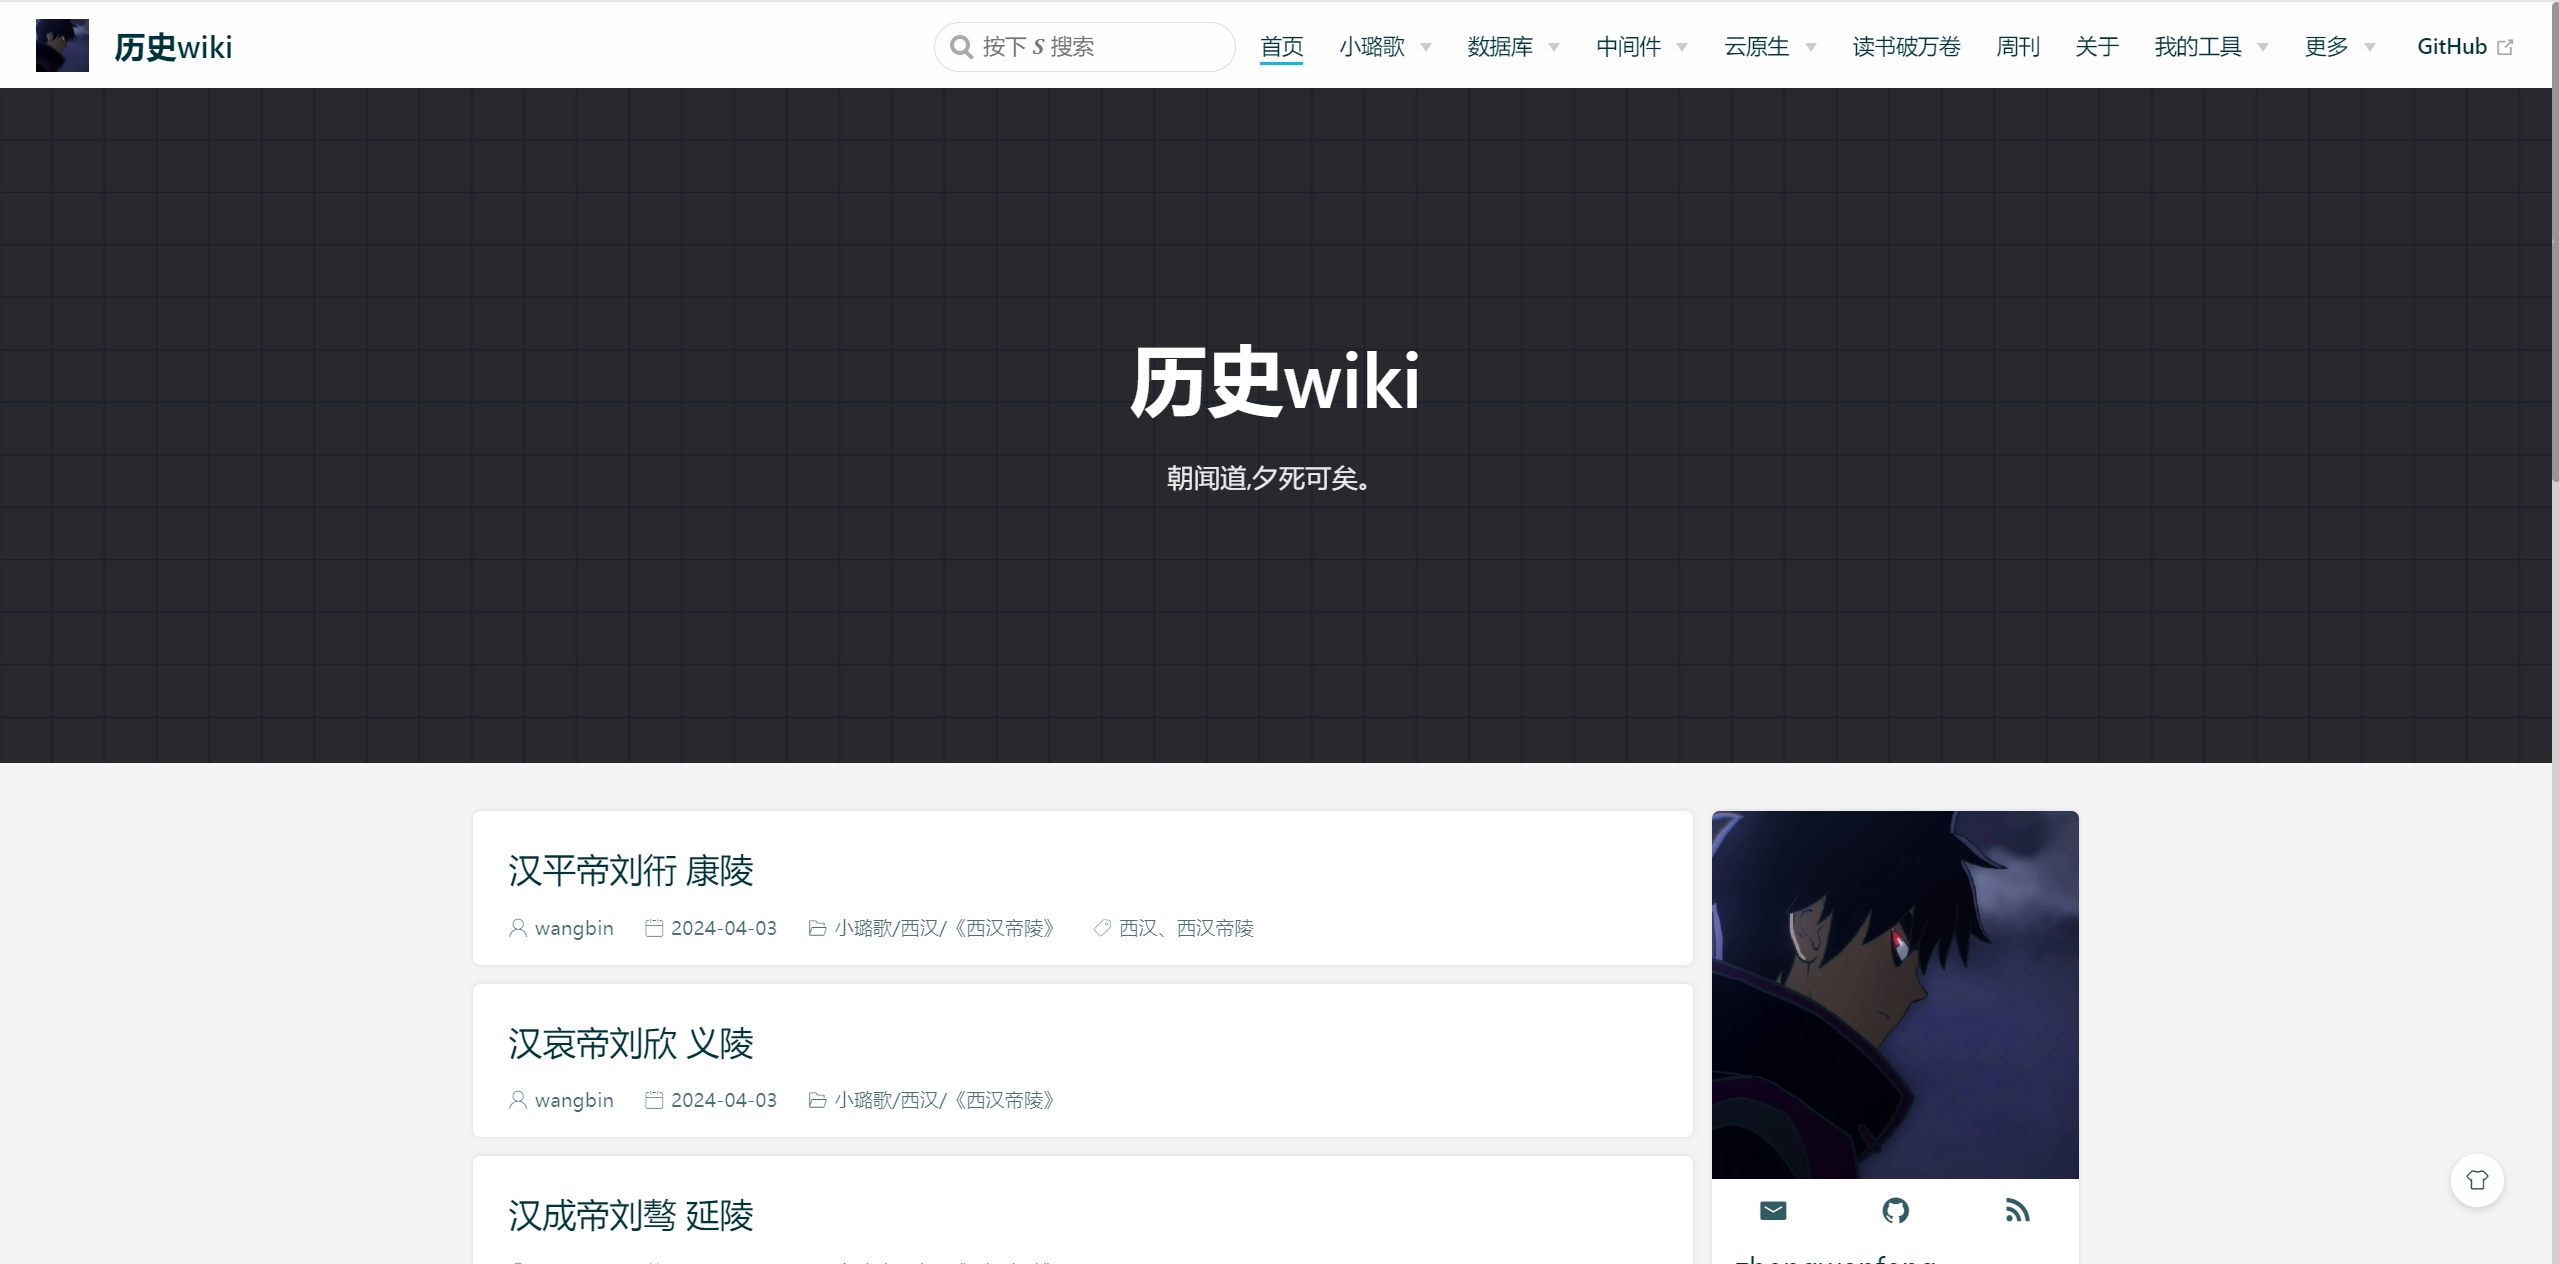 历史wiki
按下 S 搜索
首页 小璐歌 数据库 中间件 云原生 读书破万卷 周刊 关于 我的工具 更多 GitHub
历史wiki
朝闻道,夕死可矣。
汉平帝刘衎 康陵
wangbin 2024-04-03 小璐歌/西汉/《西汉帝陵》 西汉、西汉帝陵
汉哀帝刘欣 义陵
wangbin 2024-04-03 小璐歌/西汉/《西汉帝陵》
汉成帝刘骜 延陵